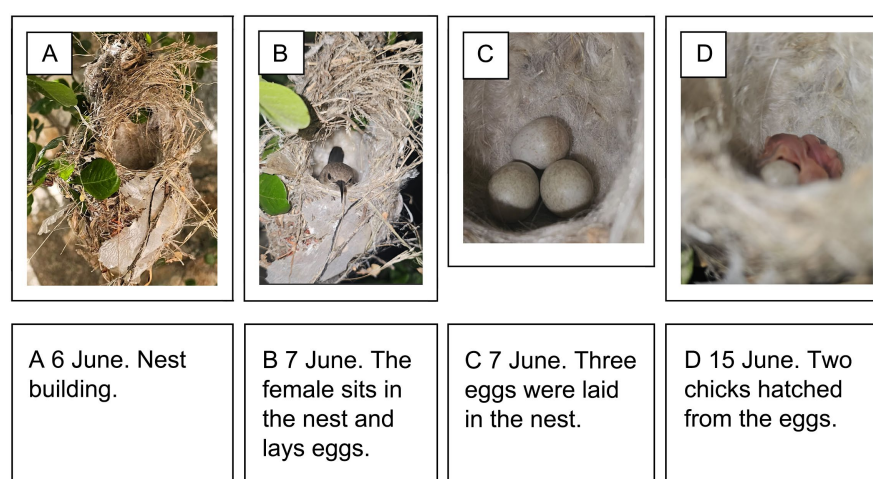 A
B
C
D
A 6 June. Nest
building.
B 7 June. The
female sits in
the nest and
lays eggs.
C 7 June. Three
eggs were laid
in the nest.
D 15 June. Two
chicks hatched
from the eggs.